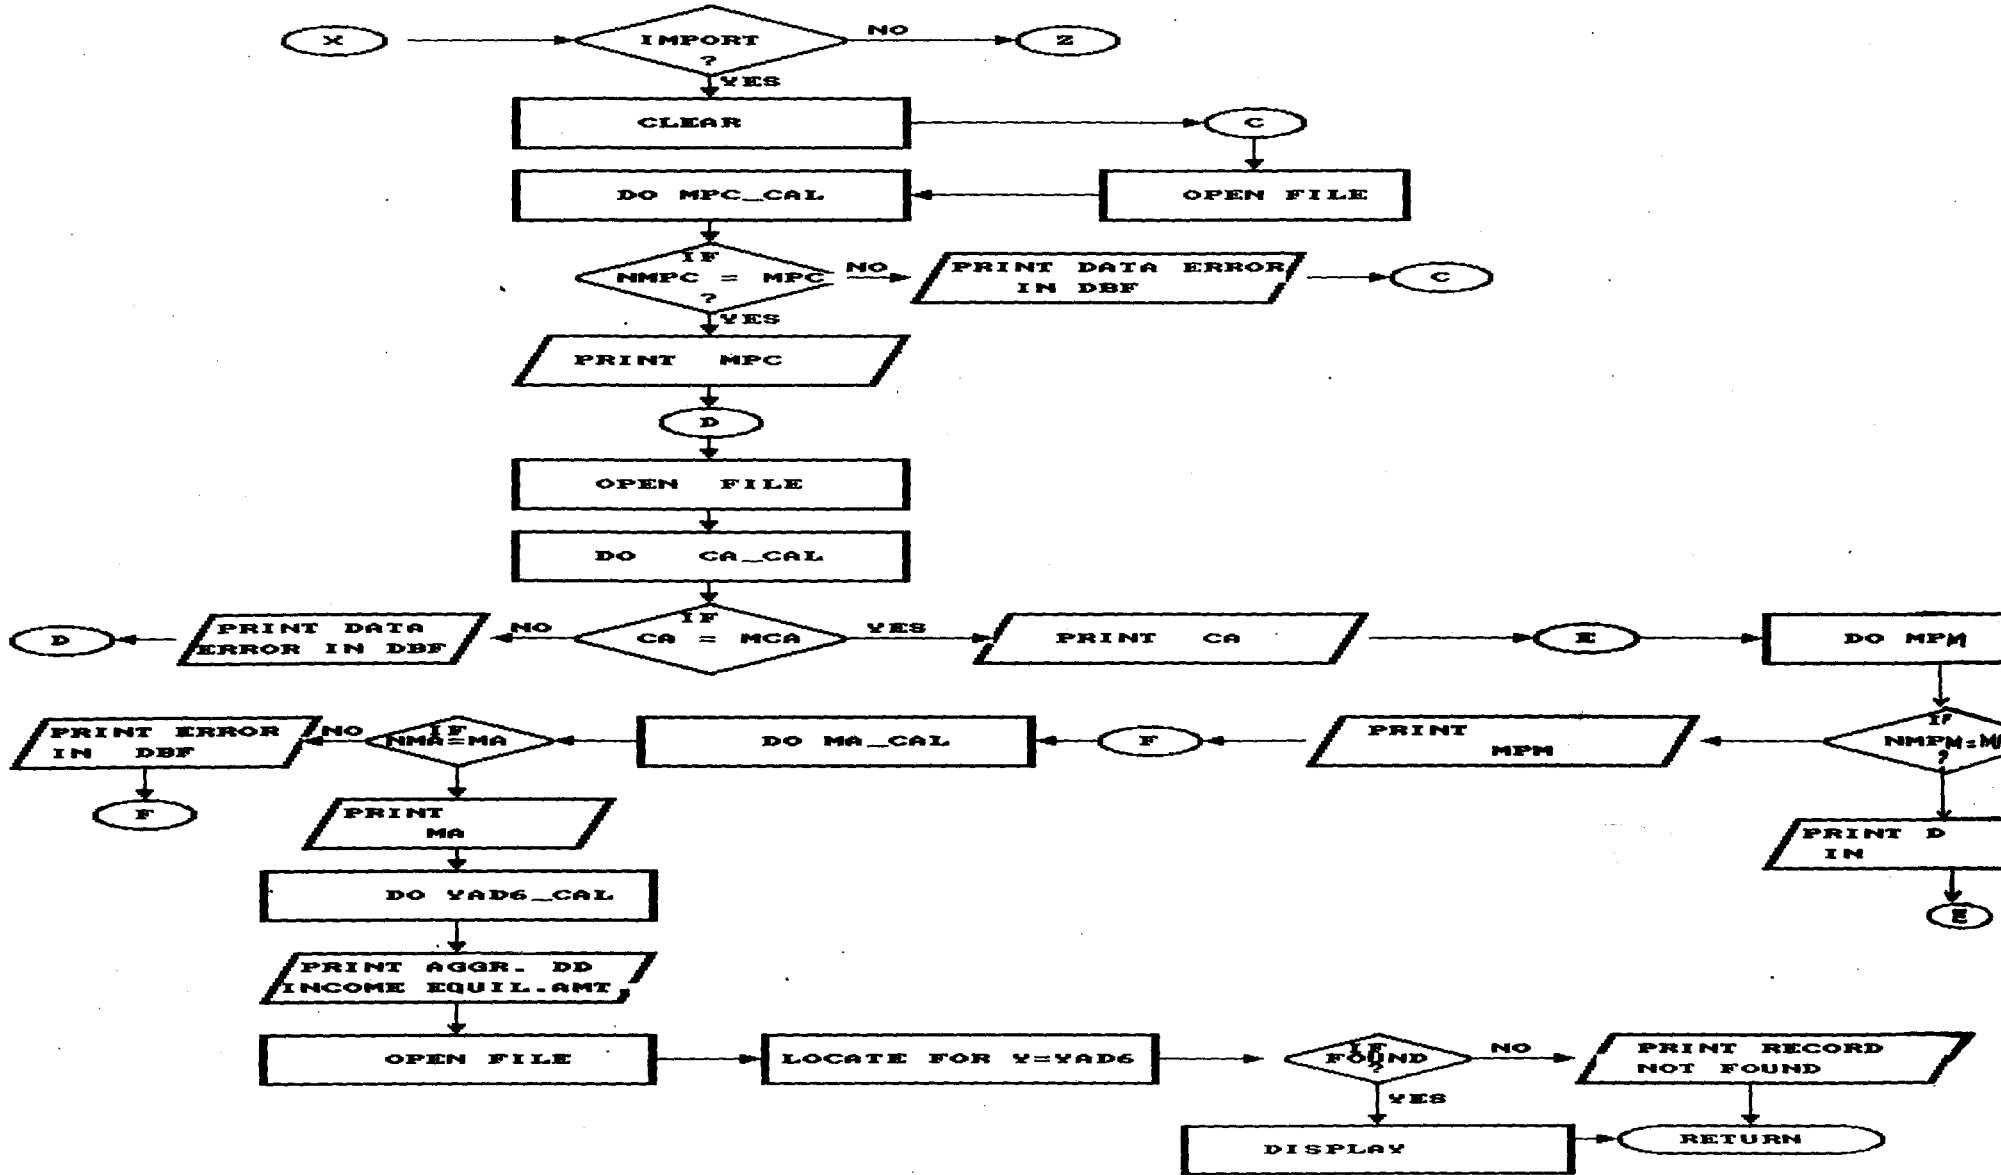 X
IMPORT
?
NO
Z
YES
CLEAR
C
DO MPC_CAL
OPEN FILE
IF
NMPC = MPC
?
NO
PRINT DATA ERROR
IN DBF
C
YES
PRINT MPC
D
OPEN FILE
DO CA_CAL
D
PRINT DATA
ERROR IN DBF
NO
IF
CA = MCA
YES
PRINT CA
E
DO MPM
PRINT ERROR
IN DBF
NO
IF
NMA=MA
DO MA_CAL
F
PRINT
MPM
IF
NMPM=M
?
F
PRINT
MA
PRINT D
IN
E
DO YAD6_CAL
PRINT AGGR. DD
INCOME EQUIL.AMT.
OPEN FILE
LOCATE FOR Y=YAD6
IF
FOUND
?
NO
PRINT RECORD
NOT FOUND
YES
DISPLAY
RETURN